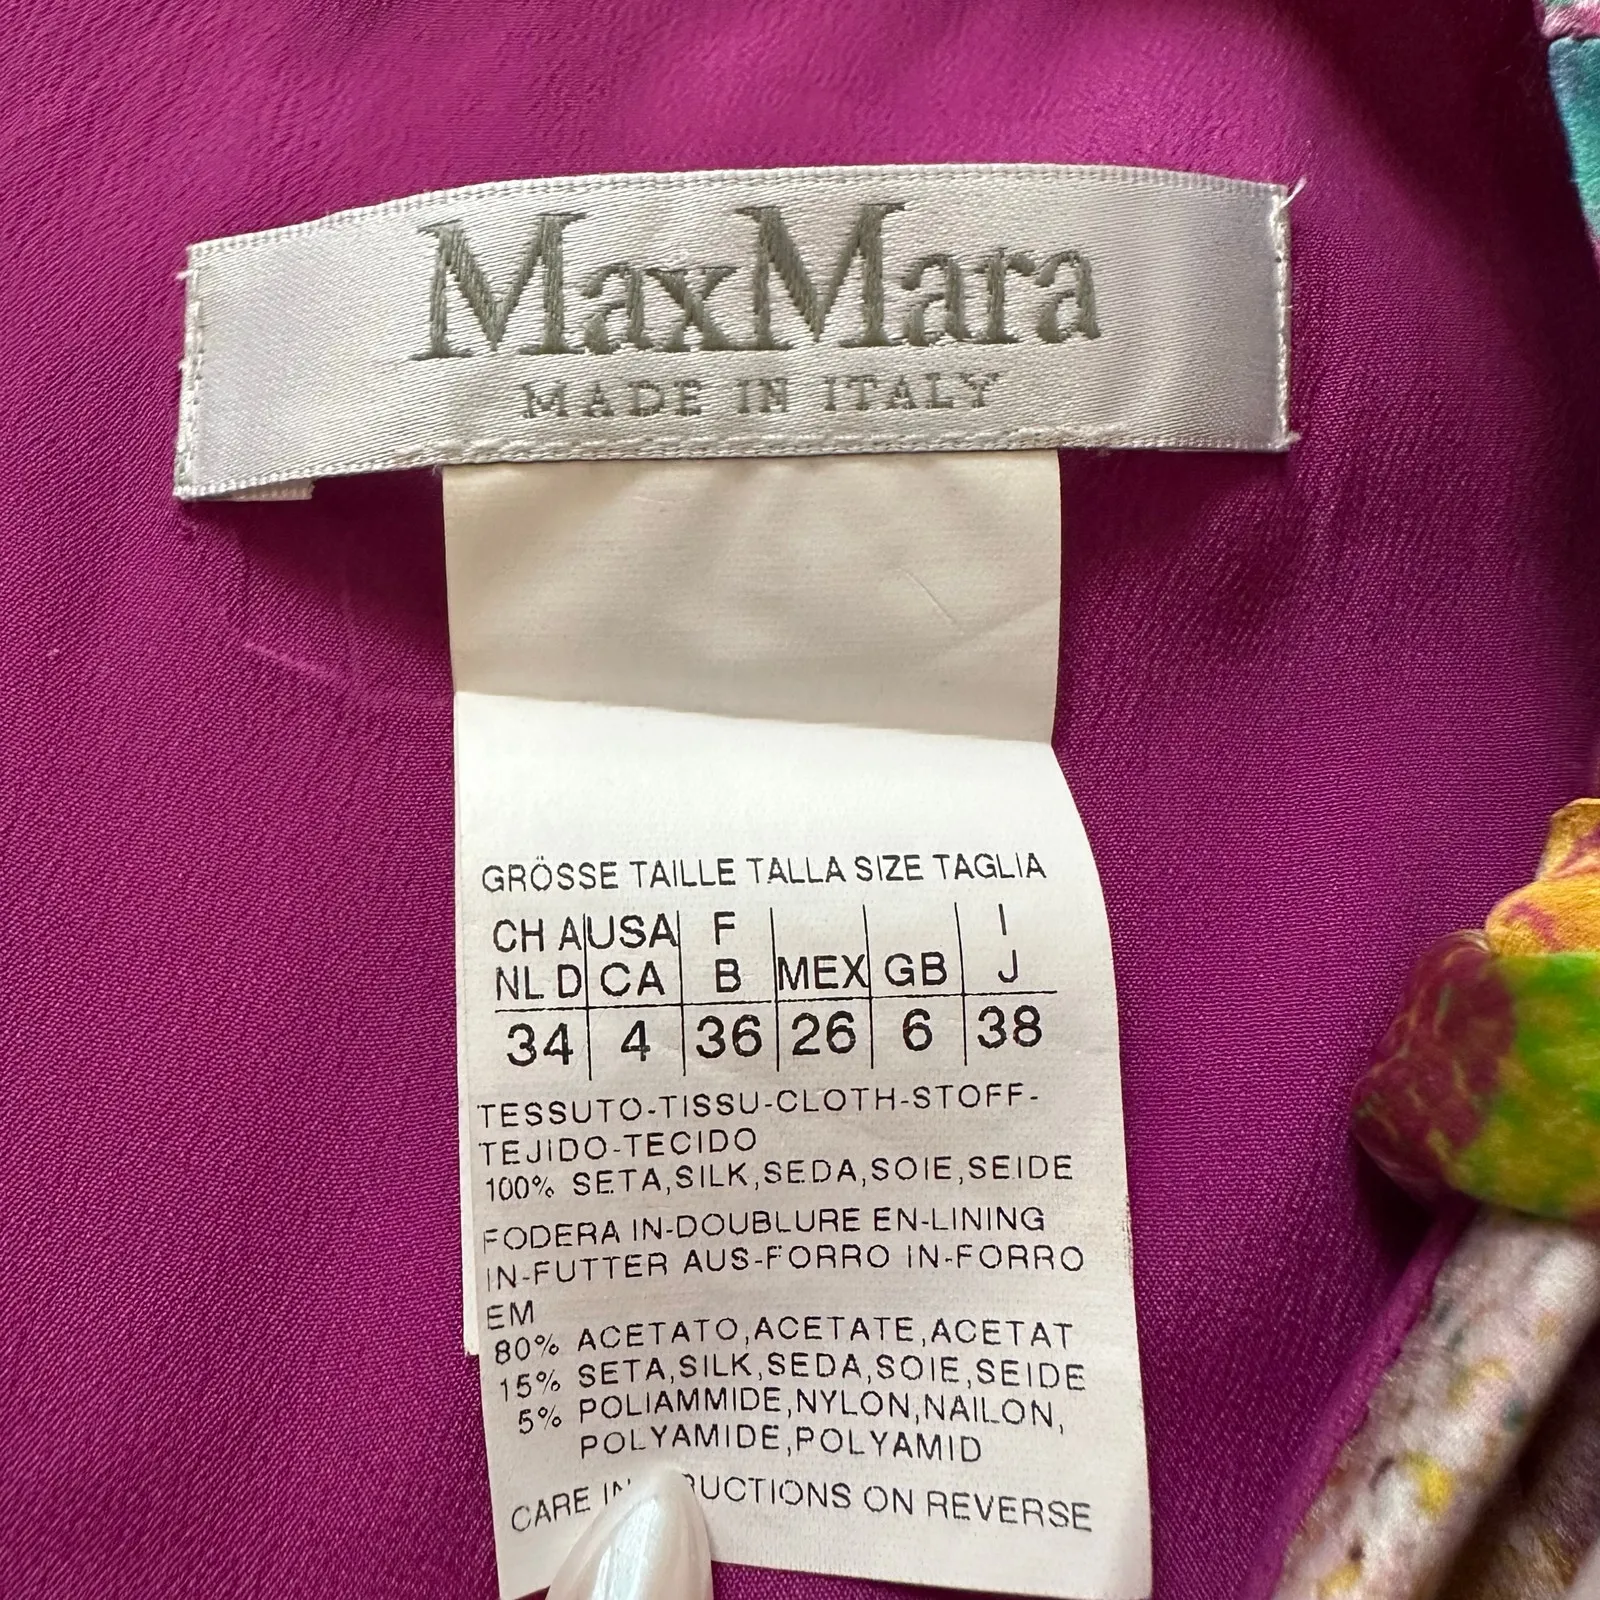 MaxMara
MADE IN ITALY
GRÖSSE TAILLE TALLA SIZE TAGLIA
CH A USA F I
NL D CA B MEX GB J
34 4 36 26 6 38
TESSUTO-TISSU-CLOTH-STOFF-
TEJIDO-TECIDO
100% SETA,SILK,SEDA,SOIE,SEIDE
FODERA IN-DOUBLURE EN-LINING
IN-FUTTER AUS-FORRO IN-FORRO
EM
80% ACETATO,ACETATE,ACETAT
15% SETA,SILK,SEDA,SOIE,SEIDE
5% POLIAMMIDE,NYLON,NAILON,
POLYAMIDE,POLYAMID
CARE ON REVERSE